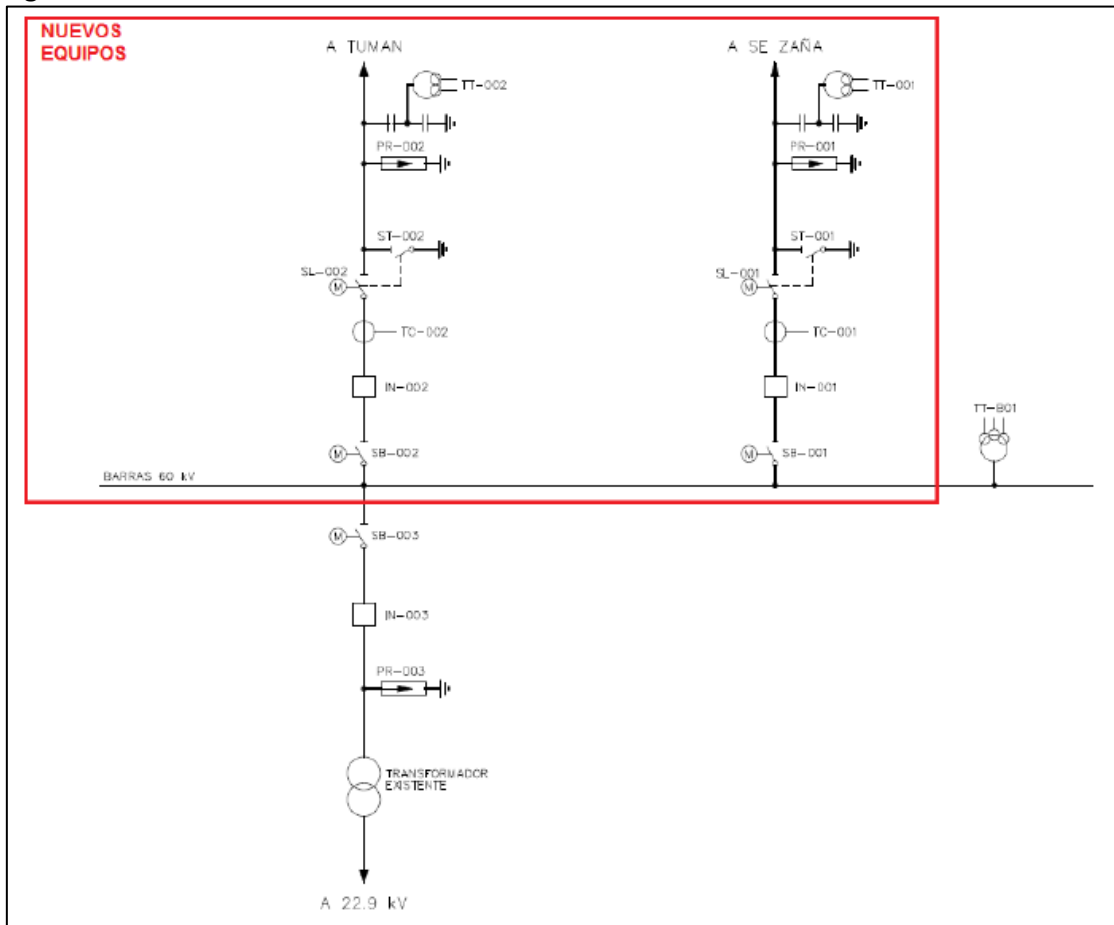 NUEVOS
EQUIPOS
A TUMAN
A SE ZAÑA
TT-002
TT-001
PR-002
PR-001
ST-002
ST-001
SL-002
SL-001
M
M
TC-002
TC-001
IN-002
IN-001
TT-B01
M
SB-002
M
SB-001
BARRAS 60 kV
M
SB-003
IN-003
PR-003
TRANSFORMADOR
EXISTENTE
A 22.9 kV